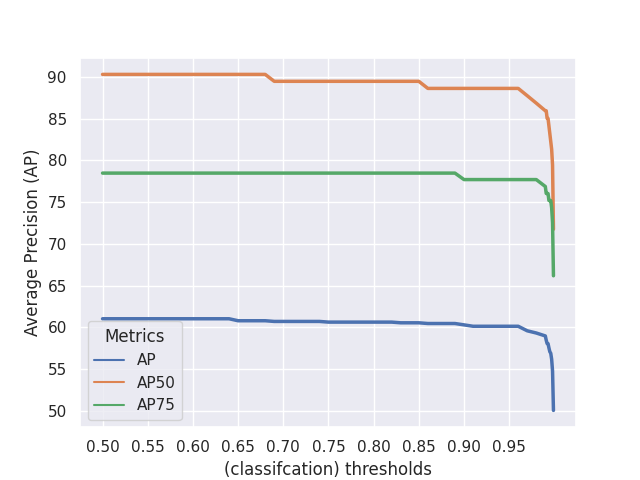 90
85
80
75
70
65
60
55
50
Average Precision (AP)
Metrics
AP
AP50
AP75
0.50 0.55 0.60 0.65 0.70 0.75 0.80 0.85 0.90 0.95
(classifcation) thresholds